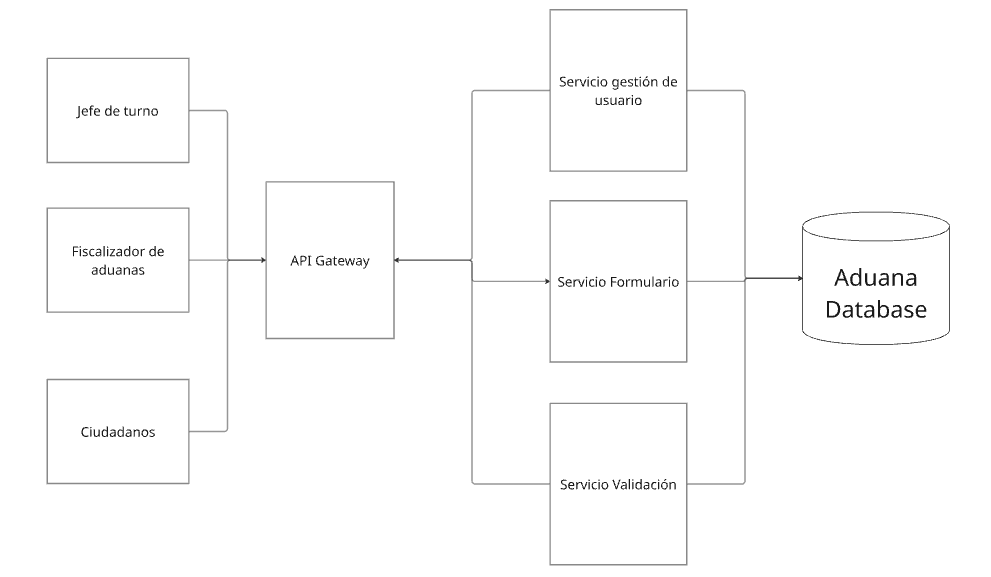 Jefe de turno
Fiscalizador de
aduanas
Ciudadanos
API Gateway
Servicio gestión de
usuario
Servicio Formulario
Servicio Validación
Aduana
Database